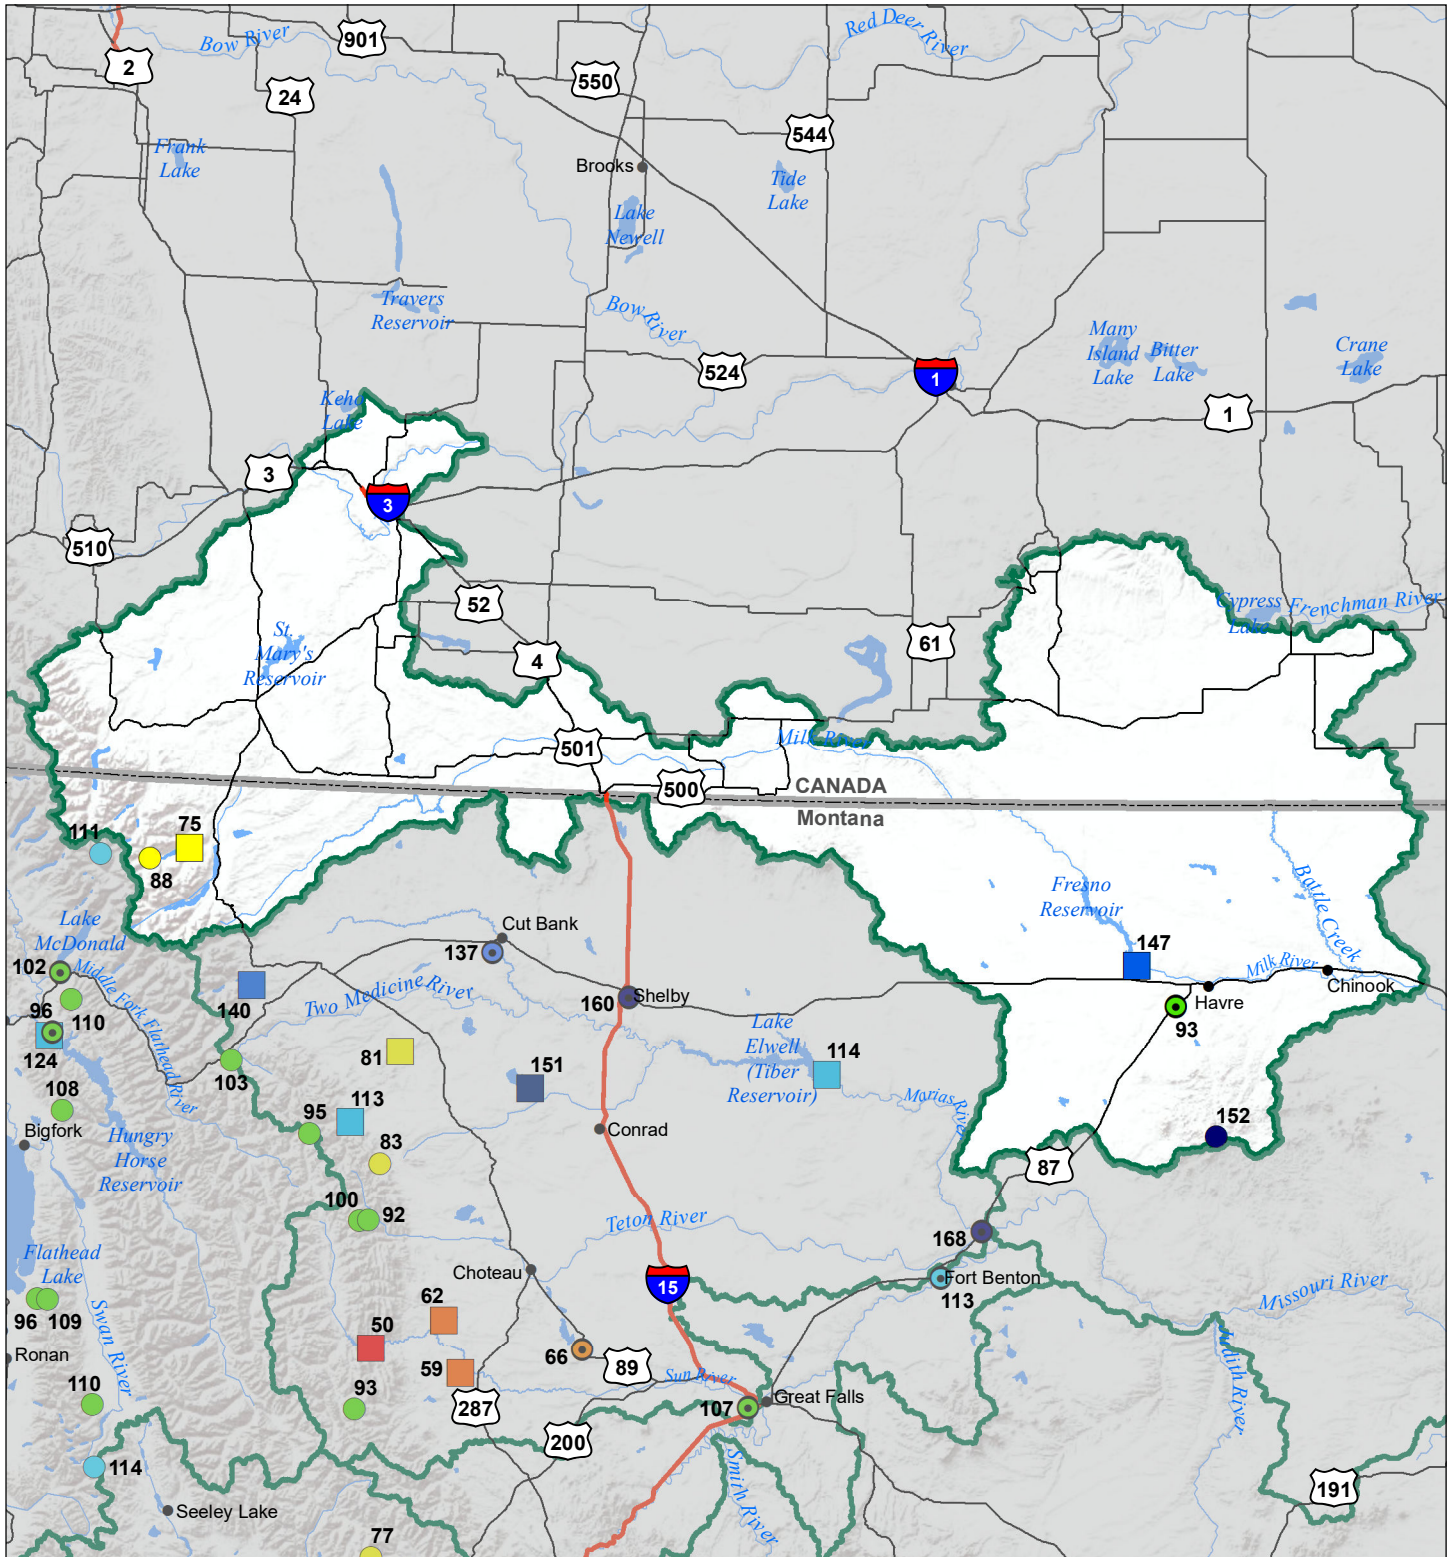 Bow River
901
Red Deer River
2
24
550
544
Frank
Lake
Brooks
Tide
Lake
Lake
Newell
Travers
Reservoir
Bow River
524
1
Many
Island
Lake
Bitter
Lake
Crane
Lake
1
Keho
Lake
3
3
510
52
Cypress
Lake
Frenchman River
St.
Mary's
Reservoir
4
61
501
Milk River
500
CANADA
Montana
111
75
88
Fresno
Reservoir
Battle Creek
Lake
McDonald
Cut Bank
137
147
Milk River
102
Middle Fork Flathead River
140
Two Medicine River
160
Shelby
Havre
Chinook
93
96
110
124
103
81
151
Lake
Elwell
(Tiber
Reservoir)
114
Marias River
108
113
95
Bigfork
Conrad
152
Hungry
Horse
Reservoir
83
87
100
92
Teton River
168
Flathead
Lake
Choteau
15
Fort Benton
113
Missouri River
96
109
Swan River
62
50
59
66
89
Sun River
Judith River
Ronan
110
93
287
107
Great Falls
200
114
Smith River
191
Seeley Lake
77